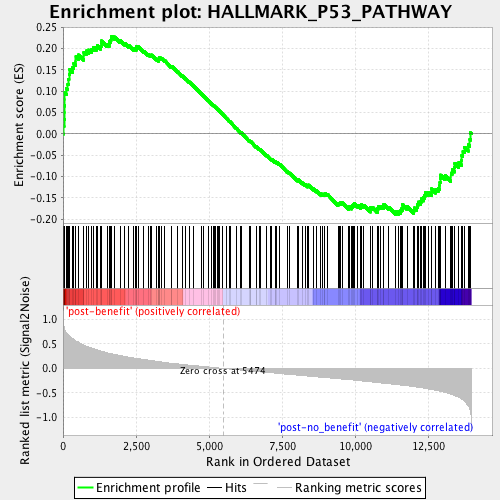 Enrichment plot: HALLMARK_P53_PATHWAY
Enrichment score (ES)
0.25
0.20
0.15
0.10
0.05
0.00
-0.05
-0.10
-0.15
-0.20
'post-benefit' (positively correlated)
Ranked list metric (Signal2Noise)
1.0
0.5
0.0
-0.5
-1.0
Zero cross at 5474
'post-no_benefit' (negatively correlated)
0
2,500
5,000
7,500
10,000
12,500
Rank in Ordered Dataset
Enrichment profile
Hits
Ranking metric scores